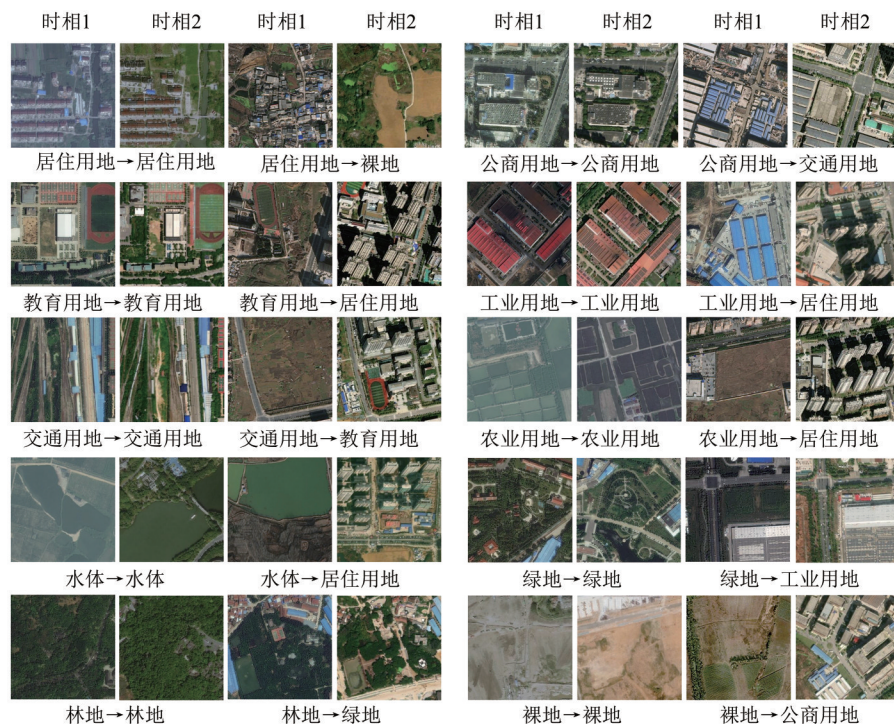 时相1 时相2 时相1 时相2 时相1 时相2 时相1 时相2
居住用地→居住用地 居住用地→裸地 公商用地→公商用地 公商用地→交通用地
教育用地→教育用地 教育用地→居住用地 工业用地→工业用地 工业用地→居住用地
交通用地→交通用地 交通用地→教育用地 农业用地→农业用地 农业用地→居住用地
水体→水体 水体→居住用地 绿地→绿地 绿地→工业用地
林地→林地 林地→绿地 裸地→裸地 裸地→公商用地